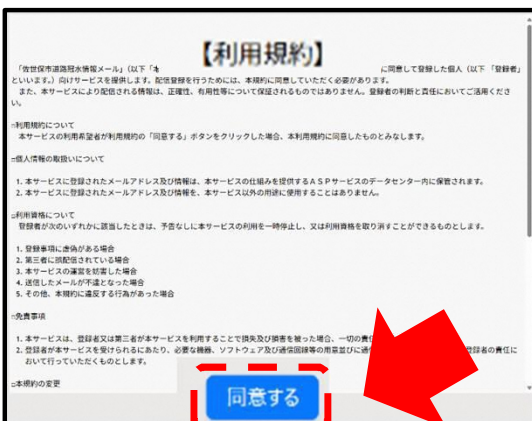 【利用規約】
「佐世保市道路冠水情報メール」(以下「本
に同意して登録した個人(以下「登録者」
といいます。)向けサービスを提供します。配信登録を行うためには、本規約に同意していただく必要があります。
また、本サービスにより配信される情報は、正確性、有用性等について保証されるものではありません。登録者の判断と責任においてご活用くださ
い。
□利用規約について
本サービスの利用希望者が利用規約の「同意する」ボタンをクリックした場合、本利用規約に同意したものとみなします。
□個人情報の取扱いについて
1. 本サービスに登録されたメールアドレス及び情報は、本サービスの仕組みを提供するASPサービスのデータセンター内に保管されます。
2. 本サービスに登録されたメールアドレス及び情報を、本サービス以外の用途に使用することはありません。
□利用資格について
登録者が次のいずれかに該当したときは、予告なしに本サービスの利用を一時停止し、又は利用資格を取り消すことができるものとします。
1. 登録事項に虚偽がある場合
2. 第三者に誤配信されている場合
3. 本サービスの運営を妨害した場合
4. 送信したメールが不達となった場合
5. その他、本規約に違反する行為があった場合
□免責事項
1. 本サービスは、登録者又は第三者が本サービスを利用することで損失及び損害を被った場合、一切の責
2. 登録者が本サービスを受けられるにあたり、必要な機器、ソフトウェア及び通信回線等の用意並びに通 登録者の責任に
おいて行っていただくものとします。
□本規約の変更
同意する